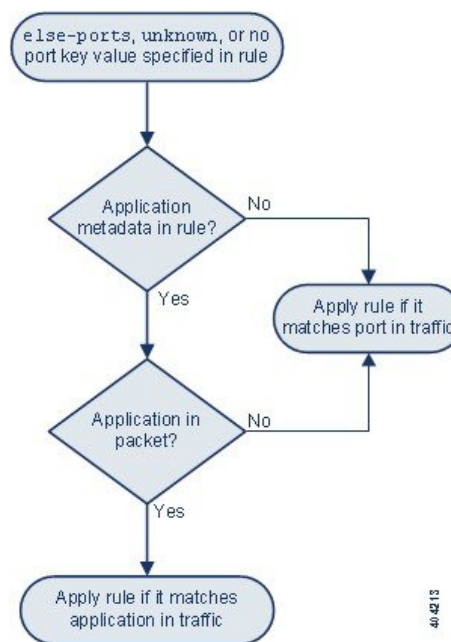 else-ports, unknown, or no
port key value specified in rule
Application
metadata in rule?
No
Yes
Apply rule if it
matches port in traffic
Application in
packet?
No
Yes
Apply rule if it matches
application in traffic
404213